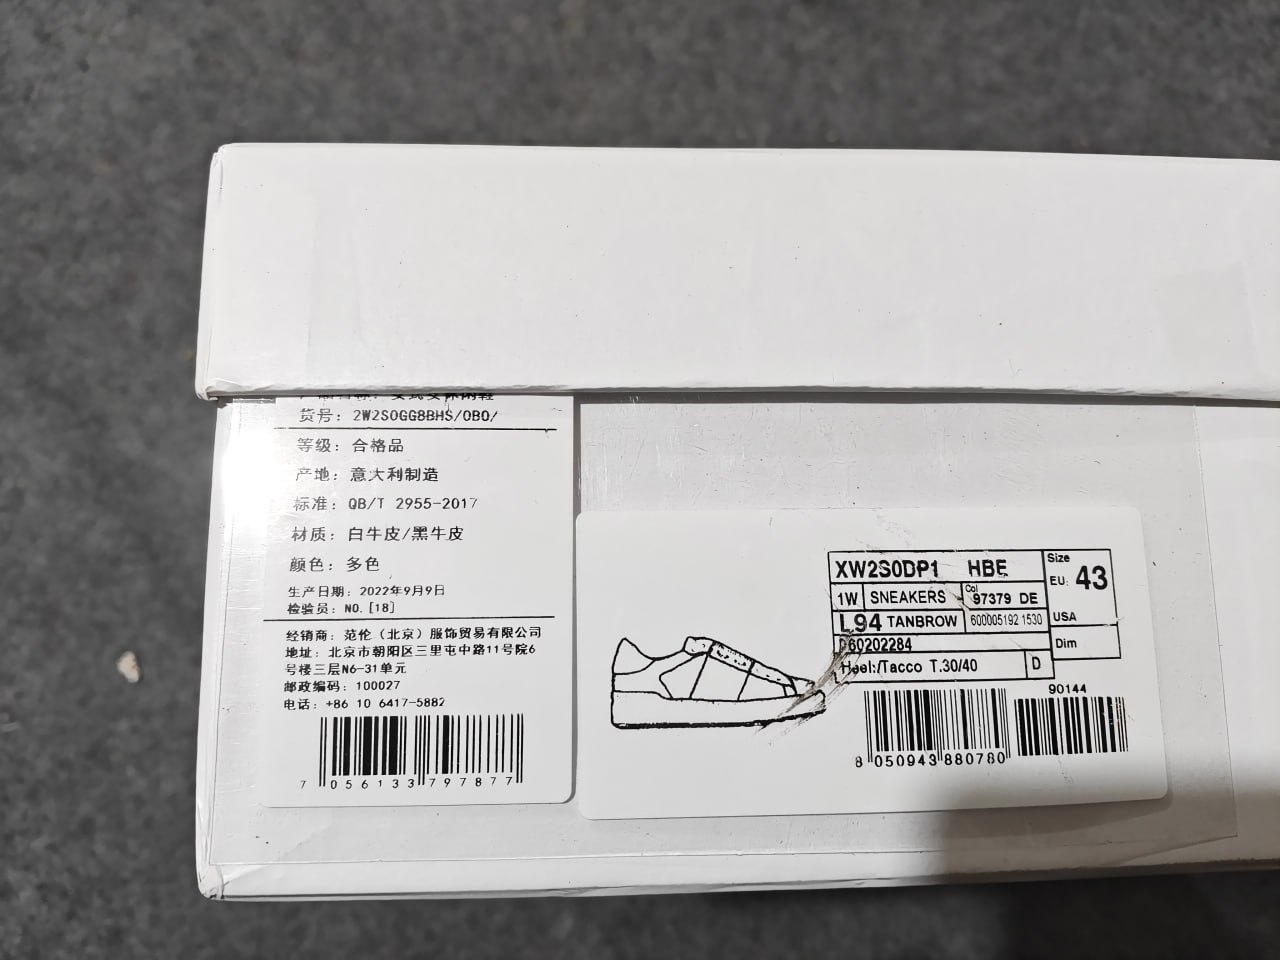 货号: 2W2S0GG8BHS/0B0/
等级: 合格品
产地: 意大利制造
标准: QB/T 2955-2017
材质: 白牛皮/黑牛皮
颜色: 多色
生产日期: 2022年9月9日
检验员: NO.[18]
经销商: 范伦（北京）服饰贸易有限公司
地址: 北京市朝阳区三里屯中路11号院6
号楼三层N6-31单元
邮政编码: 100027
电话: +86 10 6417-5882
7 056133 797877
XW2S0DP1 HBE
Size
EU: 43
1W SNEAKERS Col 97379 DE
L94 TANBROW 600005192 1530
USA
D60202284
Dim
Heel:/Tacco T.30/40 D
90144
8 050943 880780